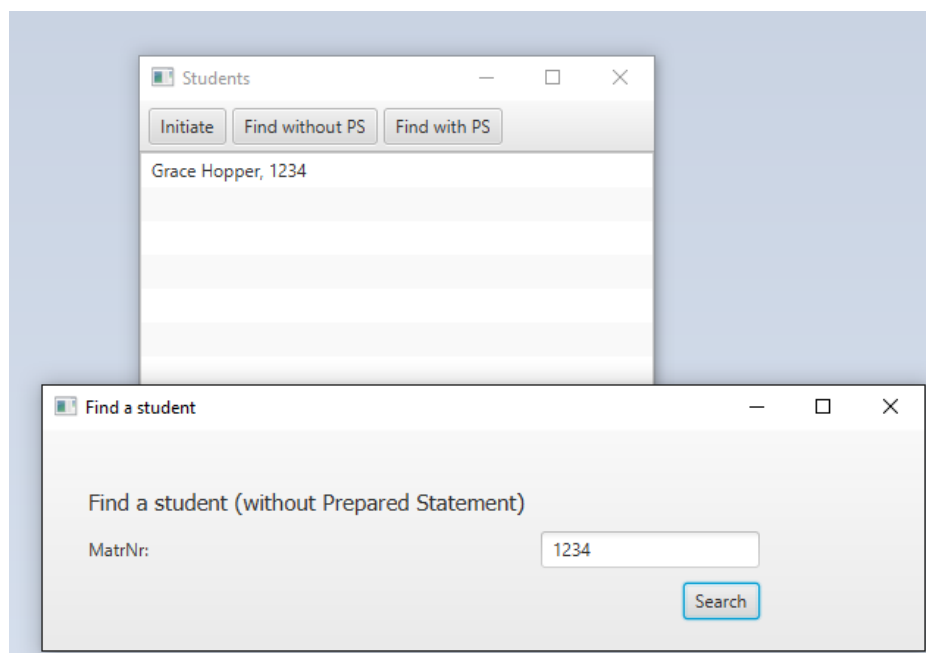 Students
Initiate Find without PS Find with PS
Grace Hopper, 1234
Find a student
Find a student (without Prepared Statement)
MatrNr: 1234
Search